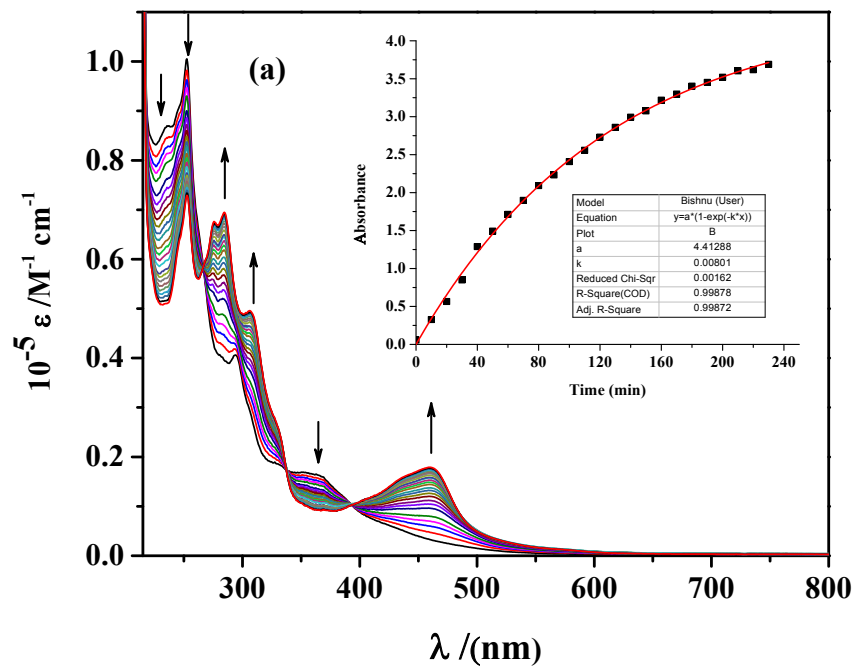 (a)
10⁻⁵ ε /M⁻¹ cm⁻¹
1.0
0.8
0.6
0.4
0.2
0.0
300
400
500
600
700
800
λ /(nm)
Absorbance
4.0
3.5
3.0
2.5
2.0
1.5
1.0
0.5
0.0
0
40
80
120
160
200
240
Time (min)
Model Bishnu (User)
Equation y=a*(1-exp(-k*x))
Plot B
a 4.41288
k 0.00801
Reduced Chi-Sqr 0.00162
R-Square(COD) 0.99878
Adj. R-Square 0.99872